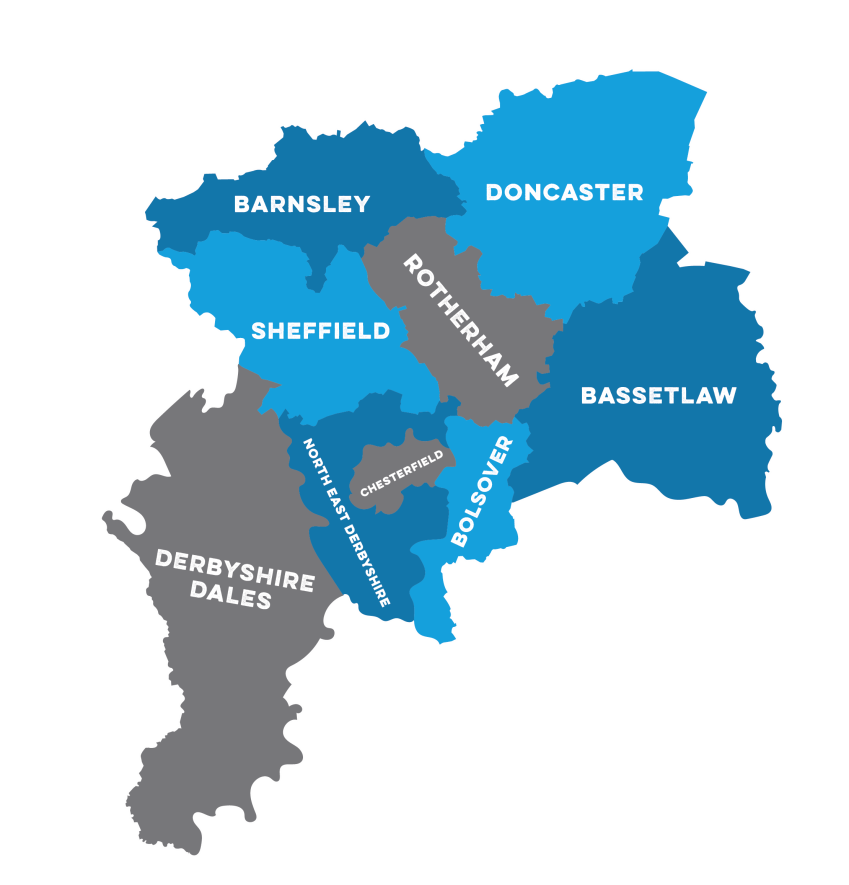 DONCASTER
BARNSLEY
ROTHERHAM
SHEFFIELD
BASSETLAW
CHESTERFIELD
BOLSOVER
NORTH EAST DERBYSHIRE
DERBYSHIRE
DALES